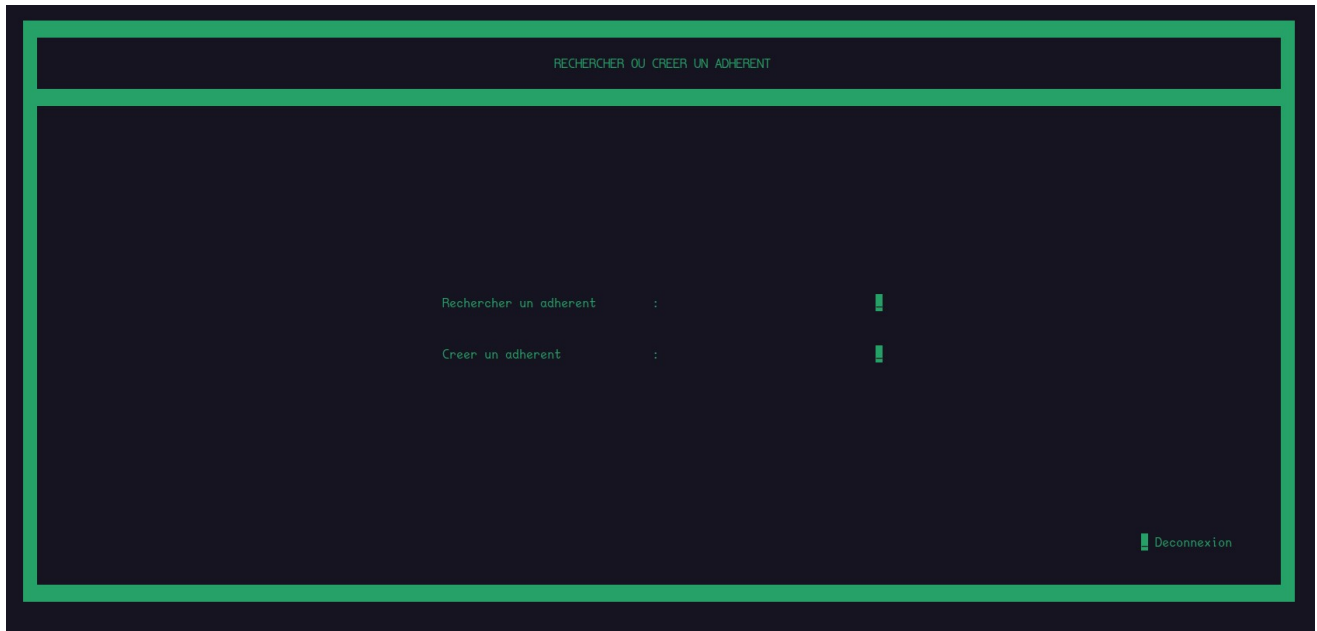 RECHERCHER OU CREER UN ADHERENT
Rechercher un adherent :
Creer un adherent :
Deconnexion